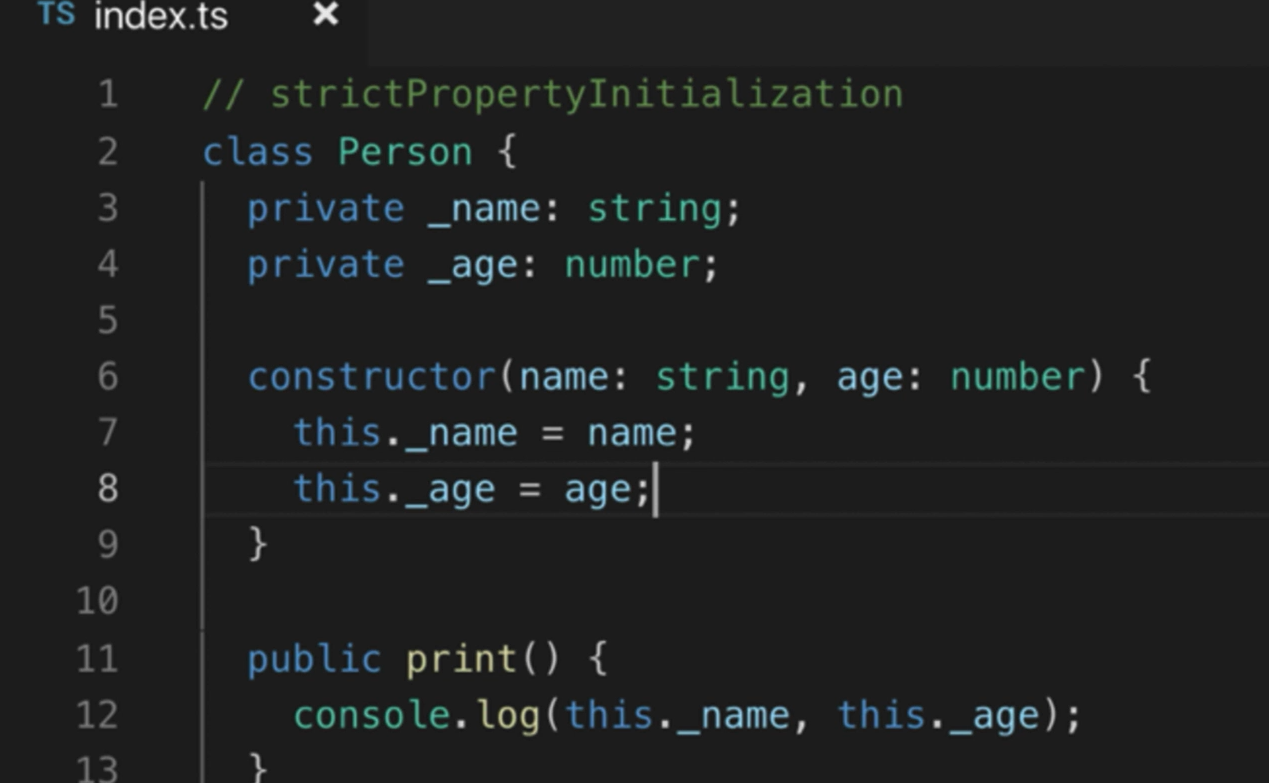 TS index.ts ×
1 // strictPropertyInitialization
2 class Person {
3 private _name: string;
4 private _age: number;
5
6 constructor(name: string, age: number) {
7 this._name = name;
8 this._age = age;
9 }
10
11 public print() {
12 console.log(this._name, this._age);
13 }